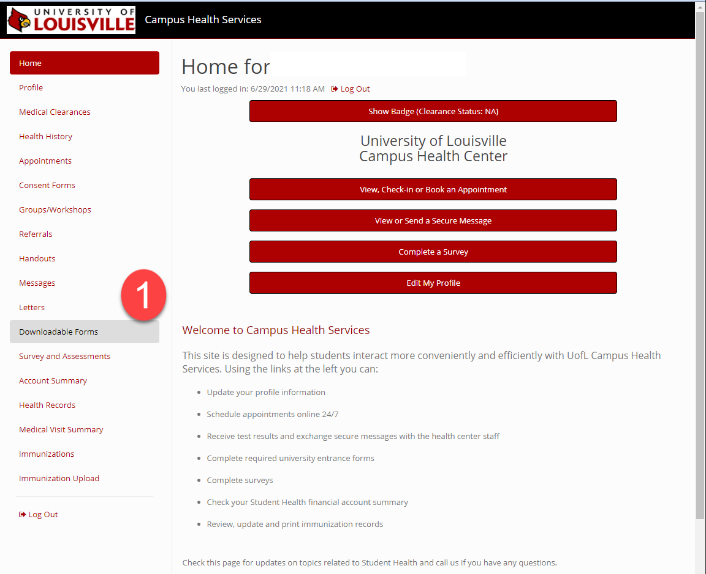 UNIVERSITY OF
LOUISVILLE
Campus Health Services
Home
Profile
Medical Clearances
Health History
Appointments
Consent Forms
Groups/Workshops
Referrals
Handouts
Messages
Letters
Downloadable Forms
Survey and Assessments
Account Summary
Health Records
Medical Visit Summary
Immunizations
Immunization Upload
Log Out
1
Home for
You last logged in: 6/29/2021 11:18 AM Log Out
Show Badge (Clearance Status: NA)
University of Louisville
Campus Health Center
View, Check-in or Book an Appointment
View or Send a Secure Message
Complete a Survey
Edit My Profile
Welcome to Campus Health Services
This site is designed to help students interact more conveniently and efficiently with UofL Campus Health
Services. Using the links at the left you can:
• Update your profile information
• Schedule appointments online 24/7
• Receive test results and exchange secure messages with the health center staff
• Complete required university entrance forms
• Complete surveys
• Check your Student Health financial account summary
• Review, update and print immunization records
Check this page for updates on topics related to Student Health and call us if you have any questions.